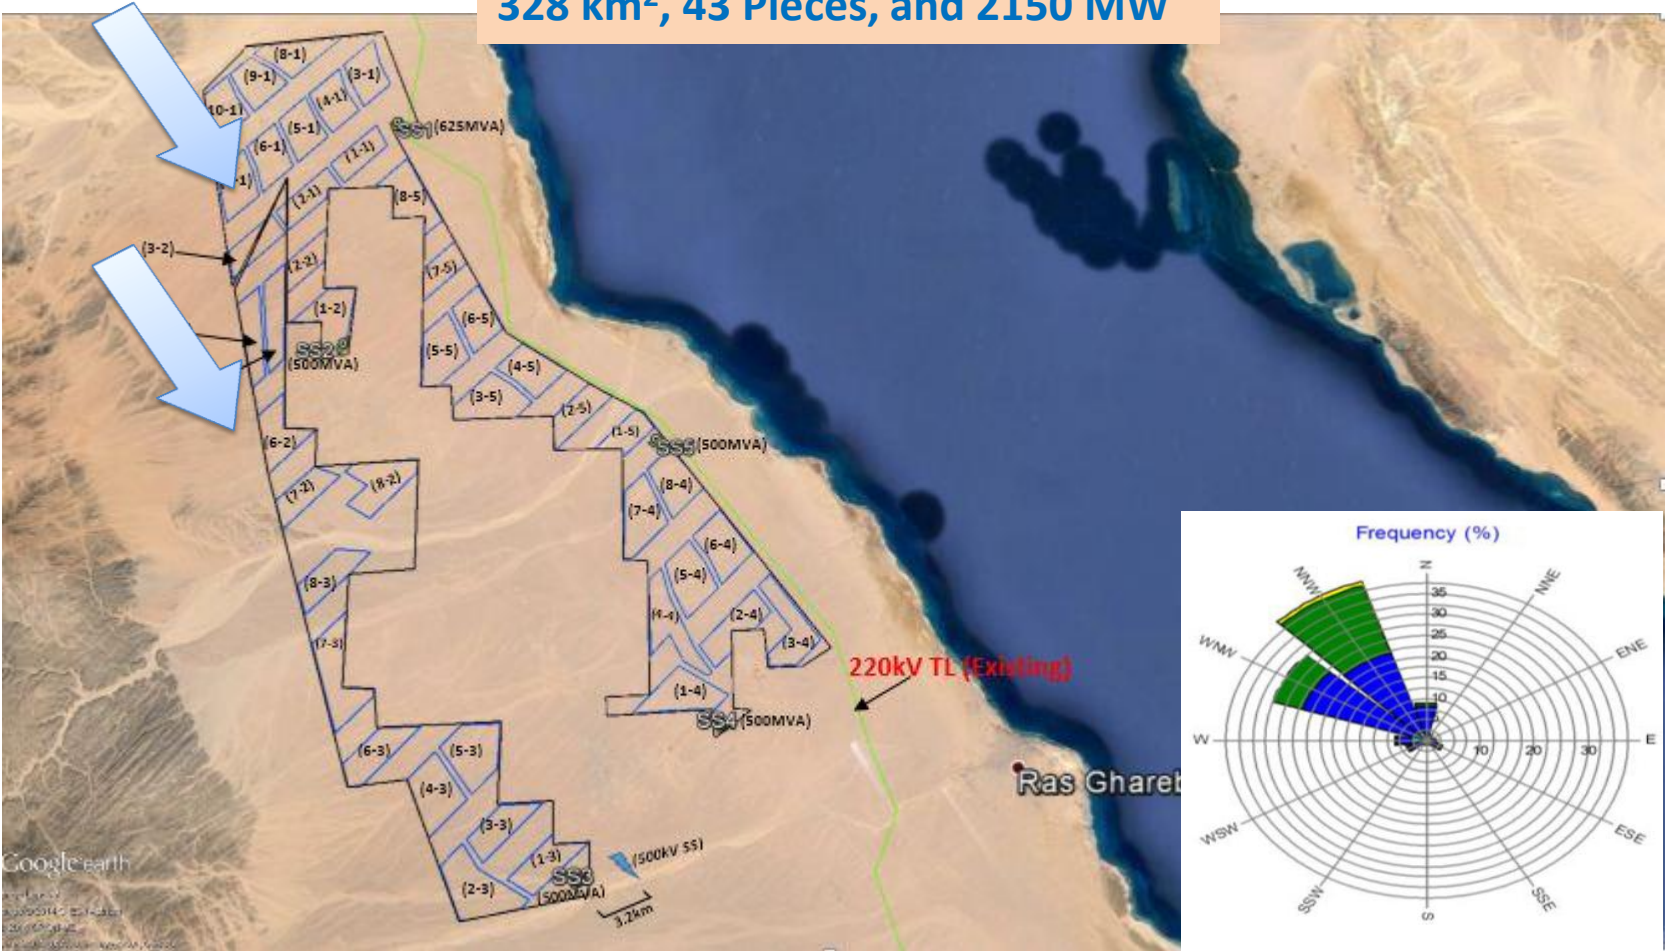 328 km², 43 Pieces, and 2150 MW
(8-1)
(9-1)
(3-1)
10-1)
(4-1)
(5-1)
SS1(625MVA)
(6-1)
(1-1)
-1)
(2-1)
(8-5)
(3-2)
(2-2)
(7-5)
(1-2)
(6-5)
SS2
(500MVA)
(5-5)
(4-5)
(3-5)
(2-5)
(1-5)
SS5(500MVA)
(6-2)
(7-2)
(8-2)
(8-4)
(7-4)
(6-4)
(5-4)
(8-3)
(4-4)
(2-4)
(3-4)
(7-3)
220kV TL (Existing)
(1-4)
SS4(500MVA)
(6-3)
(5-3)
(4-3)
Ras Ghareb
(3-3)
(1-3)
(500kV SS)
SS3
(2-3)
(500MVA)
3.2km
Google earth
Frequency (%)
N
NNW
NNE
WNW
ENE
35
30
25
20
15
10
5
W
10
20
30
E
WSW
ESE
SSW
SSE
S